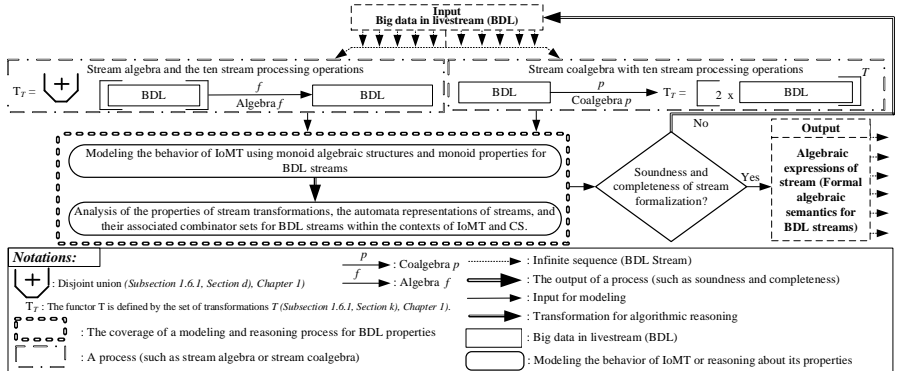 Input
Big data in livestream (BDL)
Stream algebra and the ten stream processing operations
T_T =
+
BDL
f
Algebra f
BDL
Stream coalgebra with ten stream processing operations
BDL
p
Coalgebra p
T_T =
2 x
BDL
T
Modeling the behavior of IoMT using monoid algebraic structures and monoid properties for
BDL streams
Analysis of the properties of stream transformations, the automata representations of streams, and
their associated combinator sets for BDL streams within the contexts of IoMT and CS.
No
Soundness and
completeness of stream
formalization?
Yes
Output
Algebraic
expressions of
stream (Formal
algebraic
semantics for
BDL streams)
Notations:
+ : Disjoint union (Subsection 1.6.1, Section d), Chapter 1)
T_T : The functor T is defined by the set of transformations T (Subsection 1.6.1, Section k), Chapter 1).
: The coverage of a modeling and reasoning process for BDL properties
: A process (such as stream algebra or stream coalgebra)
p : Coalgebra p
f : Algebra f
: Infinite sequence (BDL Stream)
: The output of a process (such as soundness and completeness)
: Input for modeling
: Transformation for algorithmic reasoning
: Big data in livestream (BDL)
: Modeling the behavior of IoMT or reasoning about its properties